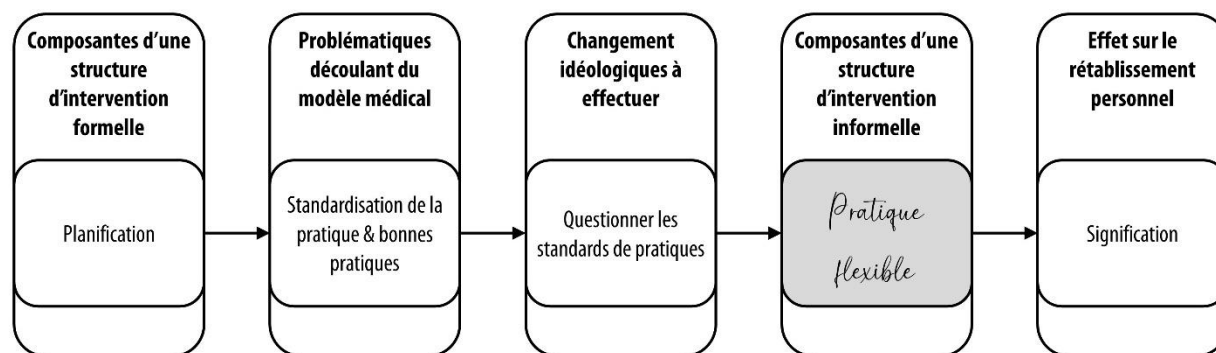 Composantes d'une
structure
d'intervention
formelle
Planification
Problématiques
découlant du
modèle médical
Standardisation de la
pratique & bonnes
pratiques
Changement
idéologiques à
effectuer
Questionner les
standards de pratiques
Composantes d'une
structure
d'intervention
informelle
Pratique
flexible
Effet sur le
rétablissement
personnel
Signification